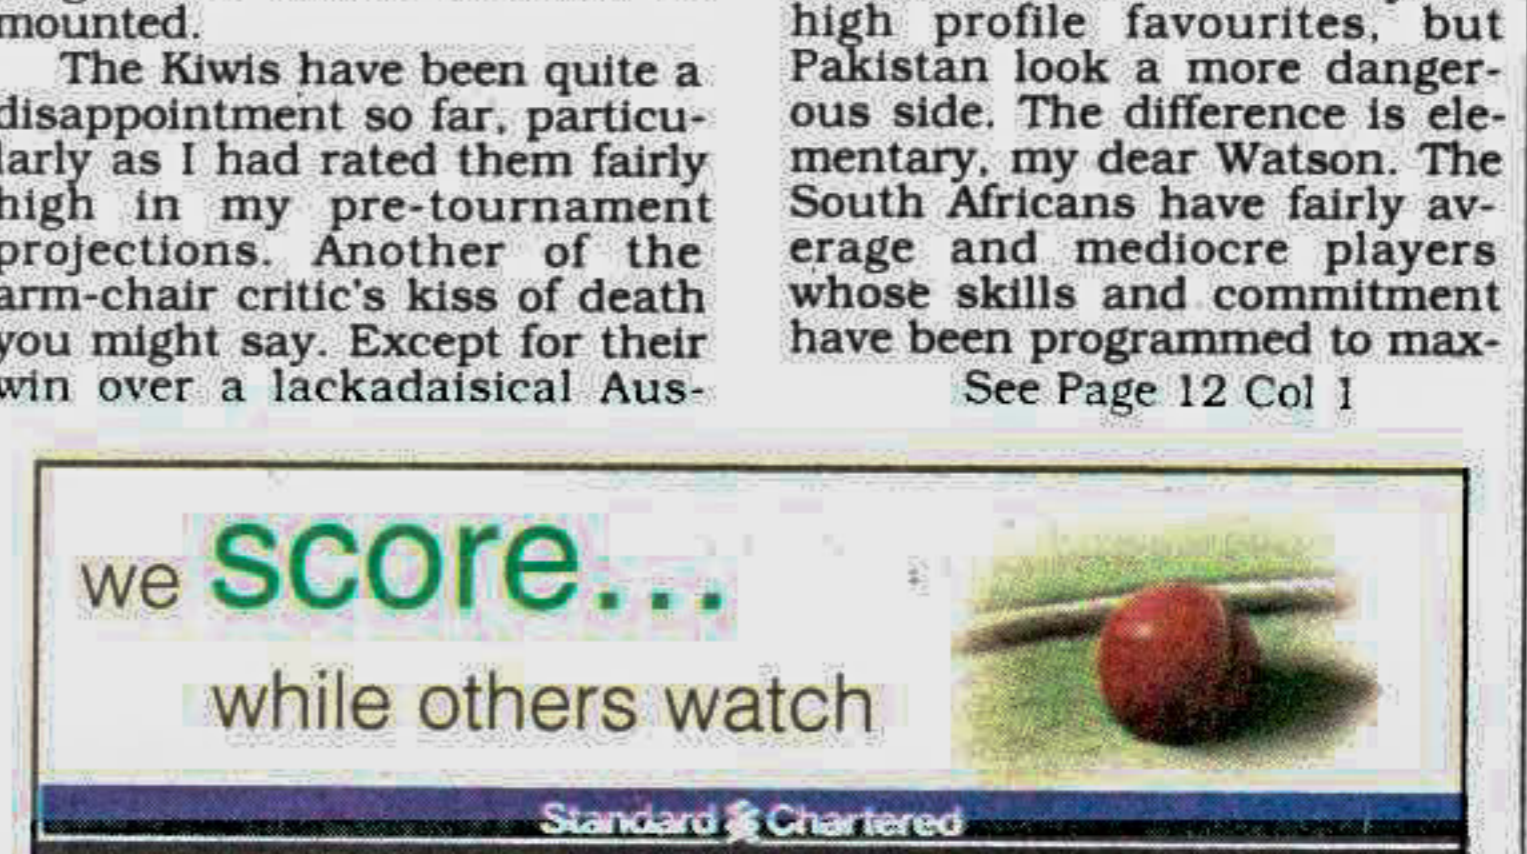 mounted.
The Kiwis have been quite a
disappointment so far, particu-
larly as I had rated them fairly
high in my pre-tournament
projections. Another of the
arm-chair critic's kiss of death
you might say. Except for their
win over a lackadaisical Aus-
high profile favourites, but
Pakistan look a more danger-
ous side. The difference is ele-
mentary, my dear Watson. The
South Africans have fairly av-
erage and mediocre players
whose skills and commitment
have been programmed to max-
See Page 12 Col 1
we score...
while others watch
Standard Chartered